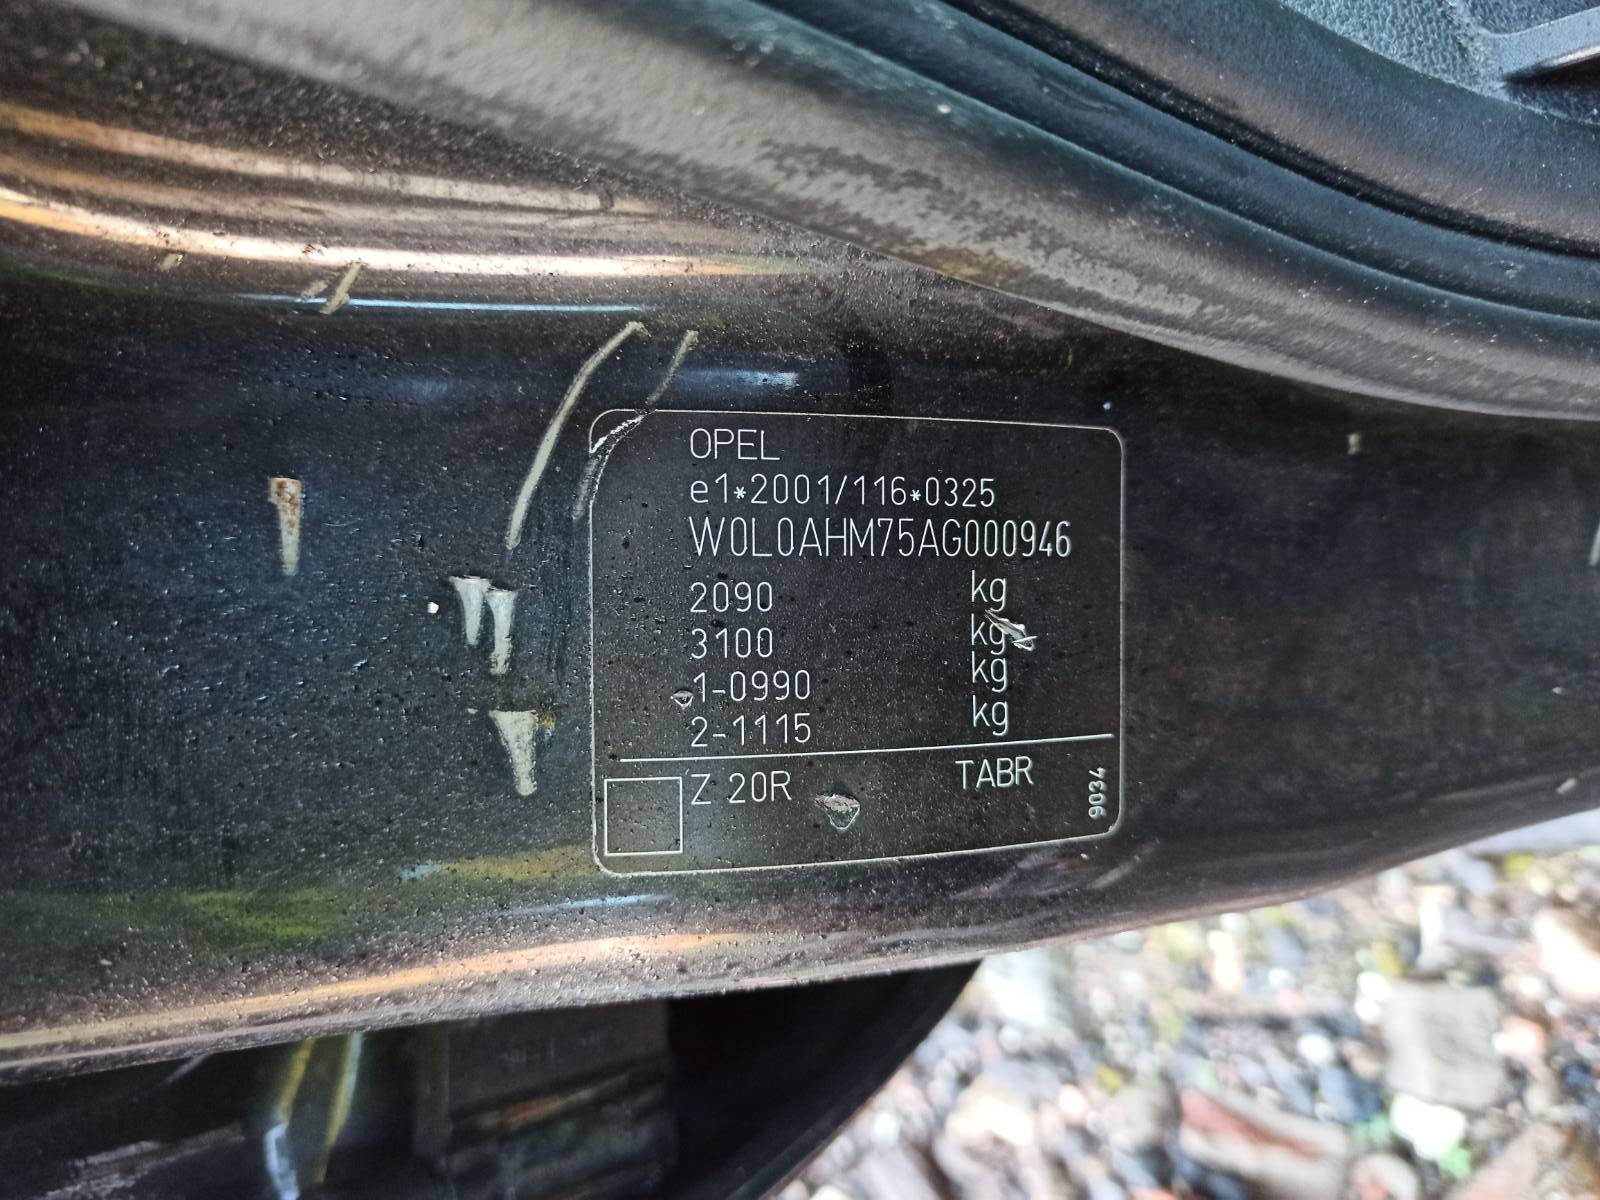 OPEL
e1*2001/116*0325
W0L0AHM75AG000946
2090 kg
3100 kg
1-0990 kg
2-1115 kg
Z 20R TABR
9034